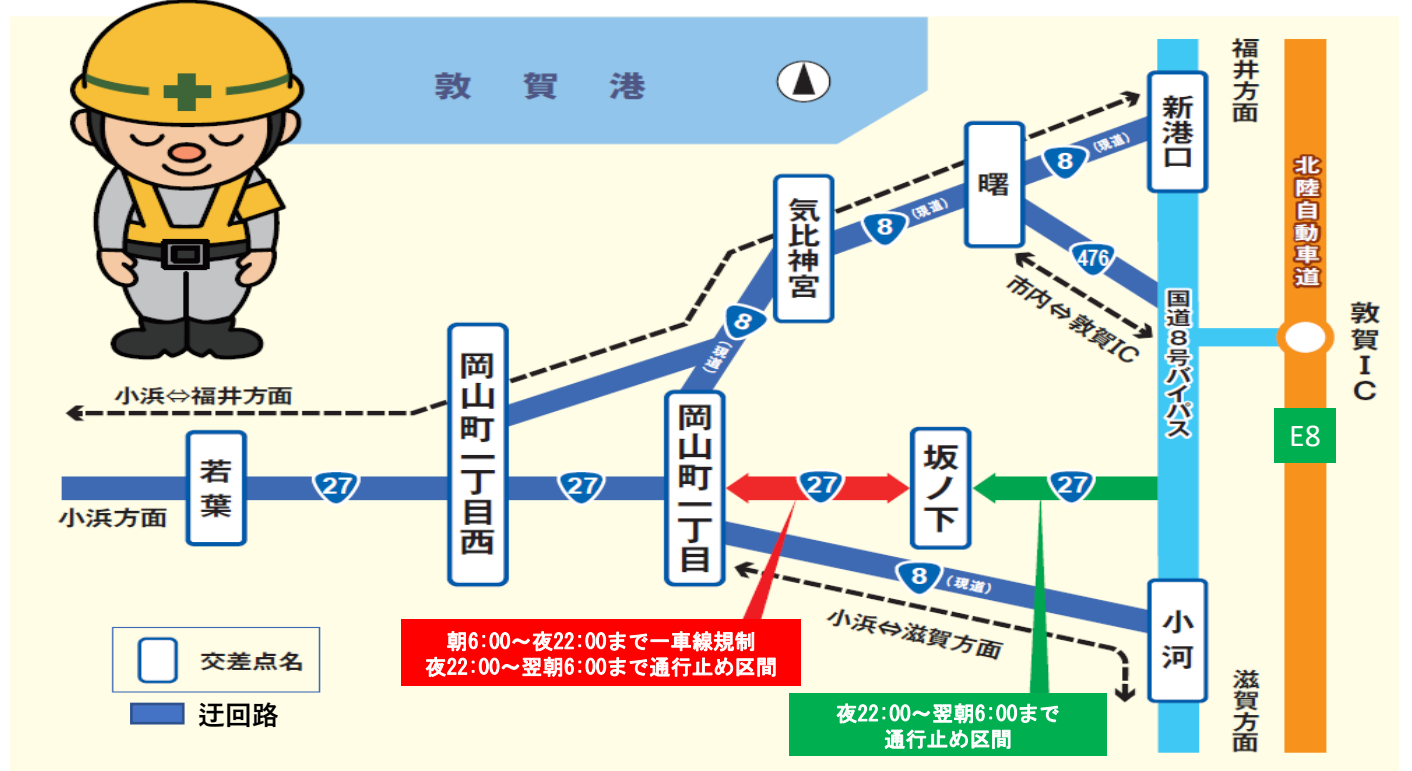 敦賀港
福井方面
新港口
北陸自動車道
曙
8
(現道)
気比神宮
8
(現道)
476
市内⇔敦賀IC
国道8号バイパス
敦賀IC
8
(現道)
岡山町一丁目西
小浜⇔福井方面
岡山町一丁目
E8
若葉
坂ノ下
27
27
27
27
小浜方面
8
(現道)
小浜⇔滋賀方面
小河
朝6:00～夜22:00まで一車線規制
夜22:00～翌朝6:00まで通行止め区間
夜22:00～翌朝6:00まで
通行止め区間
滋賀方面
交差点名
迂回路